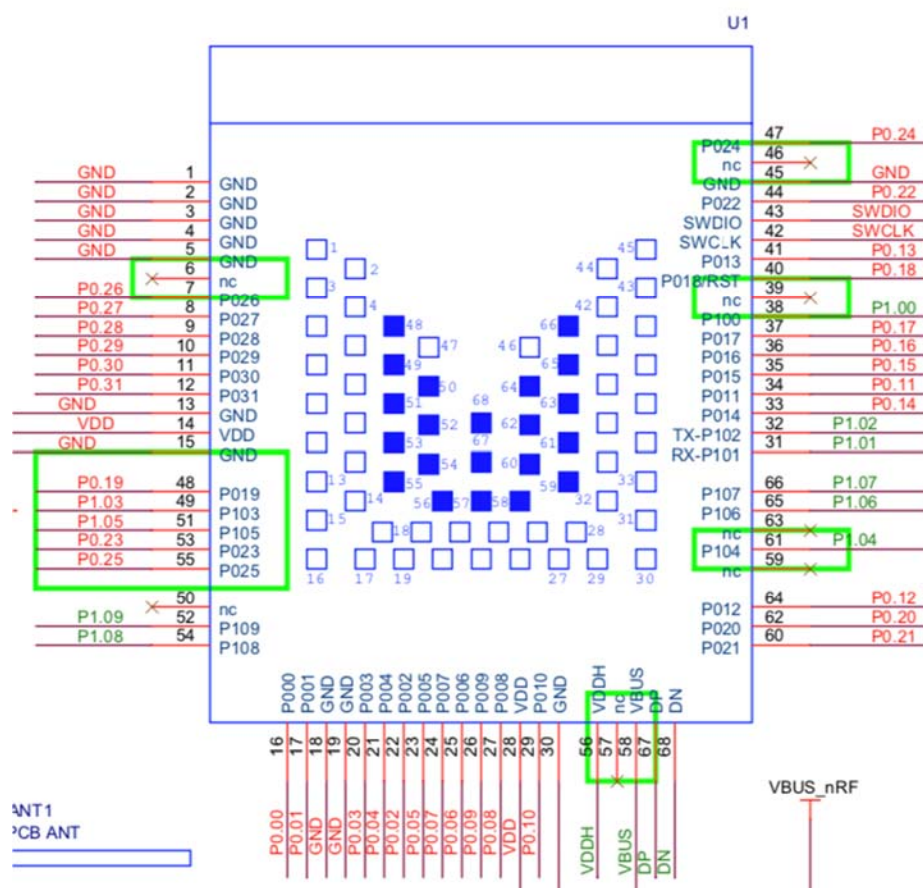 U1
GND 1 GND
GND 2 GND
GND 3 GND
GND 4 GND
GND 5 GND
6 nc
P0.26 7 P026
P0.27 8 P027
P0.28 9 P028
P0.29 10 P029
P0.30 11 P030
P0.31 12 P031
GND 13 GND
VDD 14 VDD
GND 15 GND
P0.19 48 P019
P1.03 49 P103
P1.05 51 P105
P0.23 53 P023
P0.25 55 P025
50 nc
P1.09 52 P109
P1.08 54 P108
1 45
2 44
3 43
4 42
48 66
47 46
49 65
50 64
51 63
68
52 62
67
53 61
54 60
13 55 59 33
14 56 57 58 32
15 31
18 28
16 17 19 27 29 30
P024 47 P0.24
nc 46
GND 45 GND
P022 44 P0.22
SWDIO 43 SWDIO
SWCLK 42 SWCLK
P013 41 P0.13
P018/RST 40 P0.18
nc 39
P100 38 P1.00
P017 37 P0.17
P016 36 P0.16
P015 35 P0.15
P011 34 P0.11
P014 33 P0.14
TX-P102 32 P1.02
RX-P101 31 P1.01
P107 66 P1.07
P106 65 P1.06
nc 63
P104 61 P1.04
nc 59
P012 64 P0.12
P020 62 P0.20
P021 60 P0.21
P000 16 P0.00
P001 17 P0.01
GND 18 GND
GND 19 GND
P003 20 P0.03
P004 21 P0.04
P002 22 P0.02
P005 23 P0.05
P007 24 P0.07
P006 25 P0.06
P009 26 P0.09
P008 27 P0.08
VDD 28 VDD
P010 29 P0.10
GND 30
VDDH 56 VDDH
nc 57
VBUS 58 VBUS
DP 67 DP
DN 68 DN
VBUS_nRF
ANT1
PCB ANT